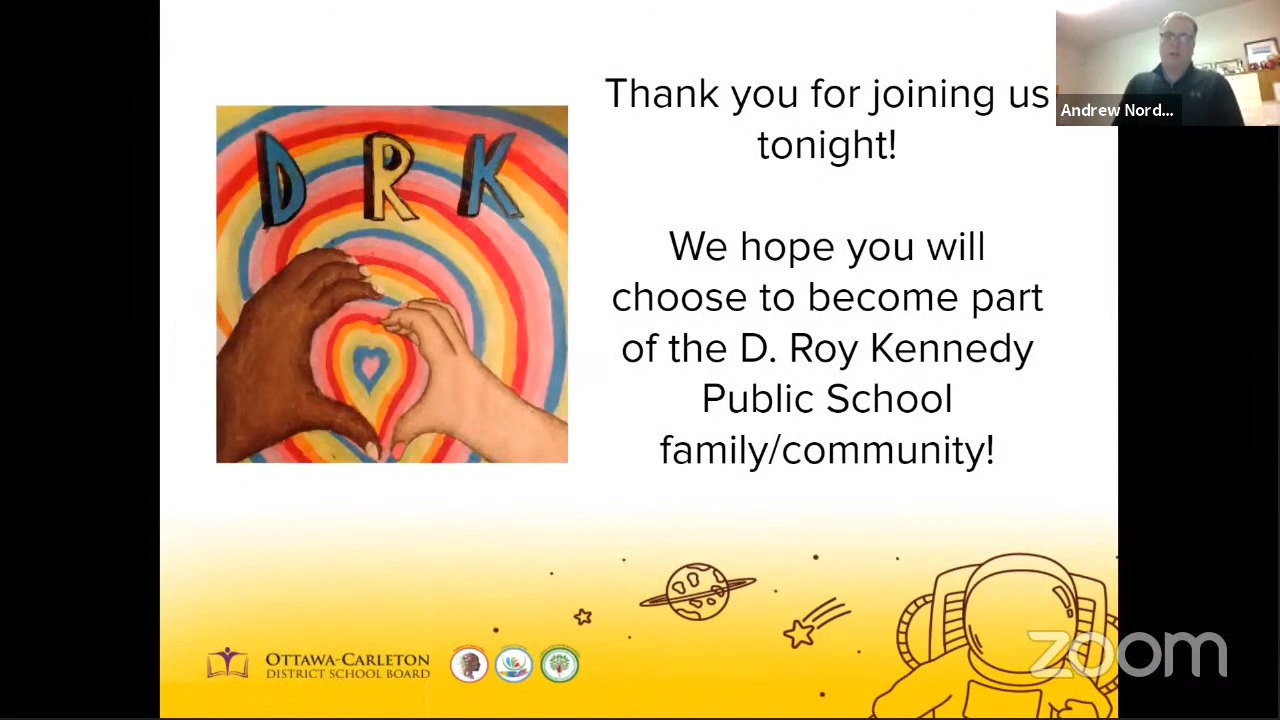 Thank you for joining us
tonight!
We hope you will
choose to become part
of the D. Roy Kennedy
Public School
family/community!
D R K
Andrew Nord...
OTTAWA-CARLETON
DISTRICT SCHOOL BOARD
zoom